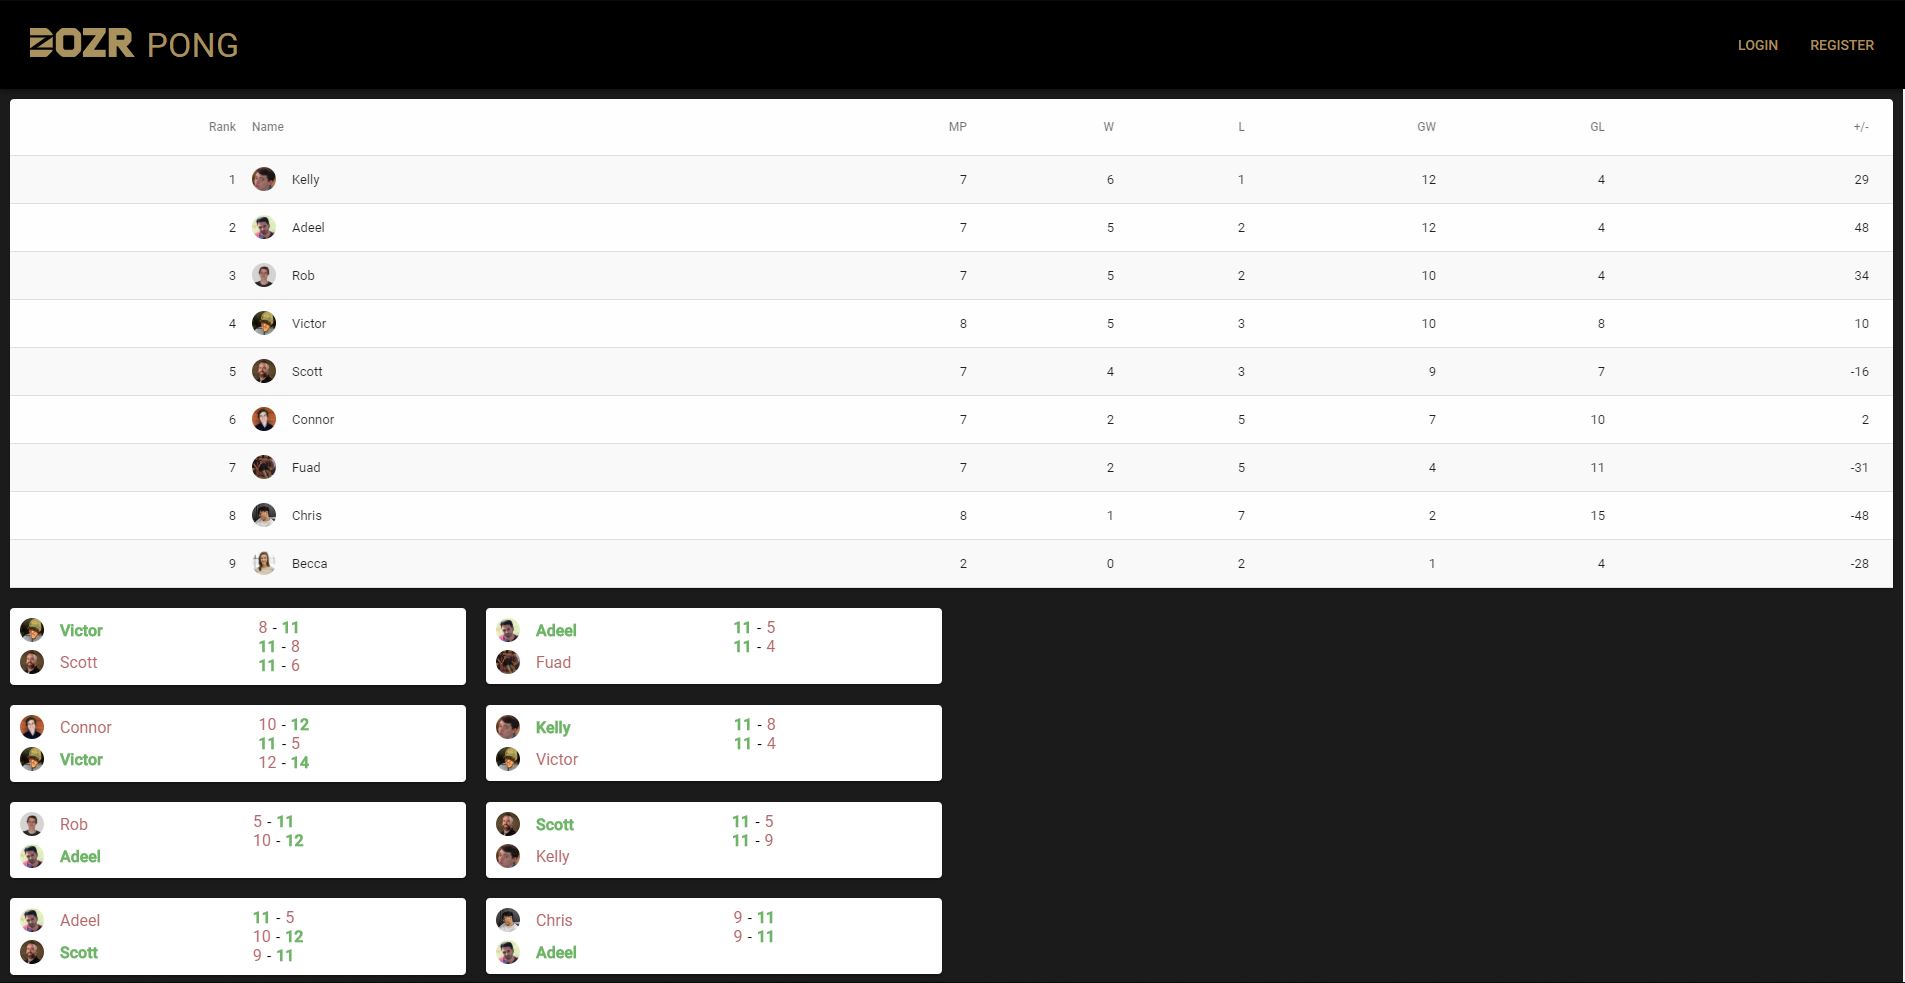 DOZR PONG LOGIN REGISTER
Rank Name MP W L GW GL +/-
1 Kelly 7 6 1 12 4 29
2 Adeel 7 5 2 12 4 48
3 Rob 7 5 2 10 4 34
4 Victor 8 5 3 10 8 10
5 Scott 7 4 3 9 7 -16
6 Connor 7 2 5 7 10 2
7 Fuad 7 2 5 4 11 -31
8 Chris 8 1 7 2 15 -48
9 Becca 2 0 2 1 4 -28
Victor
Scott
8 - 11
11 - 8
11 - 6
Adeel
Fuad
11 - 5
11 - 4
Connor
Victor
10 - 12
11 - 5
12 - 14
Kelly
Victor
11 - 8
11 - 4
Rob
Adeel
5 - 11
10 - 12
Scott
Kelly
11 - 5
11 - 9
Adeel
Scott
11 - 5
10 - 12
9 - 11
Chris
Adeel
9 - 11
9 - 11